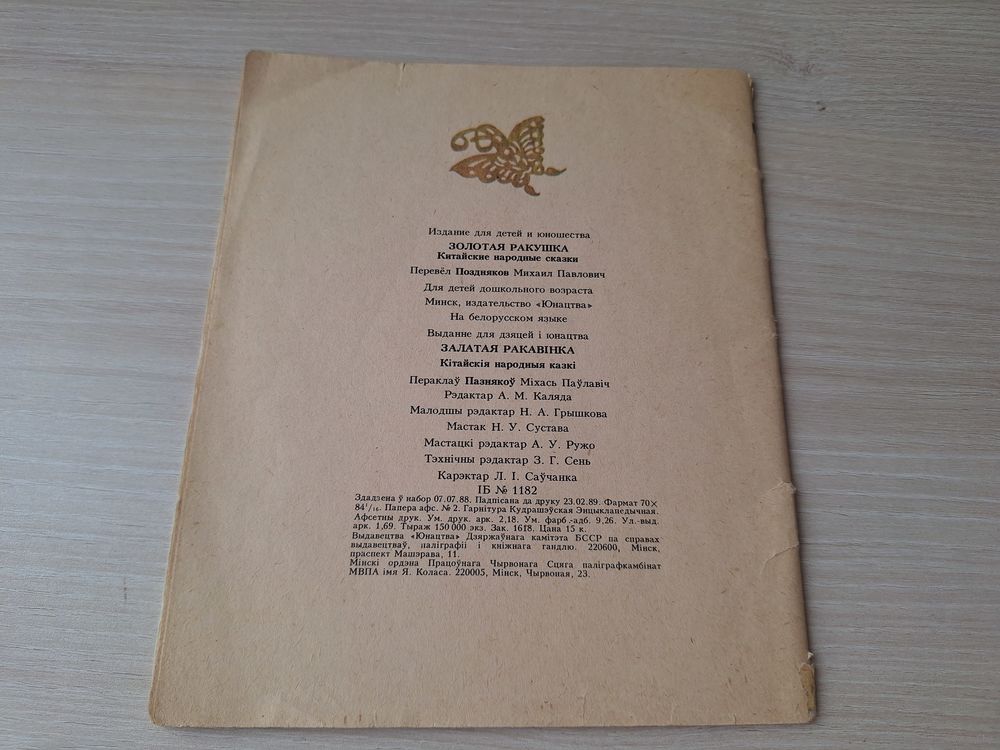 Издание для детей и юношества
ЗОЛОТАЯ РАКУШКА
Китайские народные сказки
Перевёл Поздняков Михаил Павлович
Для детей дошкольного возраста
Минск, издательство «Юнацтва»
На белорусском языке
Выданне для дзяцей і юнацтва
ЗАЛАТАЯ РАКАВІНКА
Кітайскія народныя казкі
Пераклаў Пазнякоў Міхась Паўлавіч
Рэдактар А. М. Каляда
Малодшы рэдактар Н. А. Грышкова
Мастак Н. У. Сустава
Мастацкі рэдактар А. У. Ружо
Тэхнічны рэдактар З. Г. Сень
Карэктар Л. І. Саўчанка
ІБ № 1182
Здадзена ў набор 07.07.88. Падпісана да друку 23.02.89. Фармат 70×
84¹/₁₆. Папера афс. № 2. Гарнітура Кудрашэўская Энцыклапедычная.
Афсетны друк. Ум. друк. арк. 2,18. Ум. фарб.-адб. 9,26. Ул.-выд.
арк. 1,69. Тыраж 150 000 экз. Зак. 1618. Цана 15 к.
Выдавецтва «Юнацтва» Дзяржаўнага камітэта БССР па справах
выдавецтваў, паліграфіі і кніжнага гандлю. 220600, Мінск,
праспект Машэрава, 11.
Мінскі ордэна Працоўнага Чырвонага Сцяга паліграфкамбінат
МВПА імя Я. Коласа. 220005, Мінск, Чырвоная, 23.